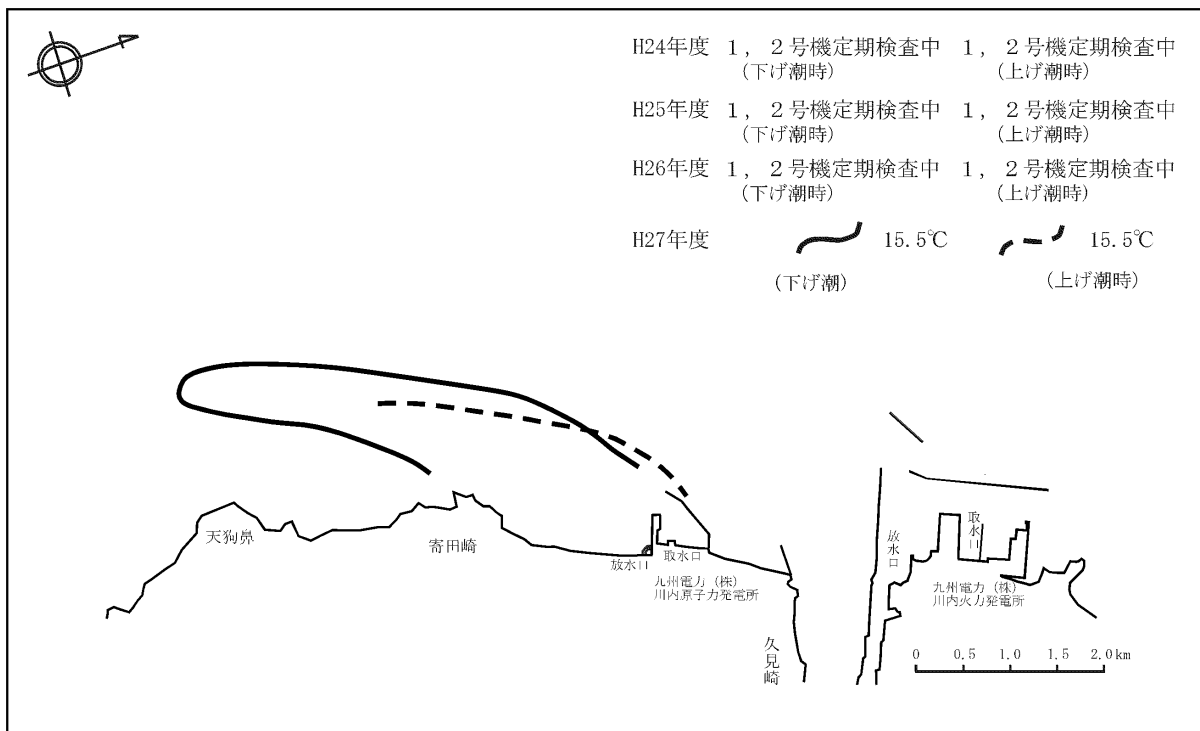 H24年度 1, 2号機定期検査中 1, 2号機定期検査中
(下げ潮時) (上げ潮時)
H25年度 1, 2号機定期検査中 1, 2号機定期検査中
(下げ潮時) (上げ潮時)
H26年度 1, 2号機定期検査中 1, 2号機定期検査中
(下げ潮時) (上げ潮時)
H27年度 15.5℃ 15.5℃
(下げ潮) (上げ潮時)
天狗鼻
寄田崎
放水口
取水口
九州電力（株）
川内原子力発電所
久見崎
放水口
取水口
九州電力（株）
川内火力発電所
0 0.5 1.0 1.5 2.0km